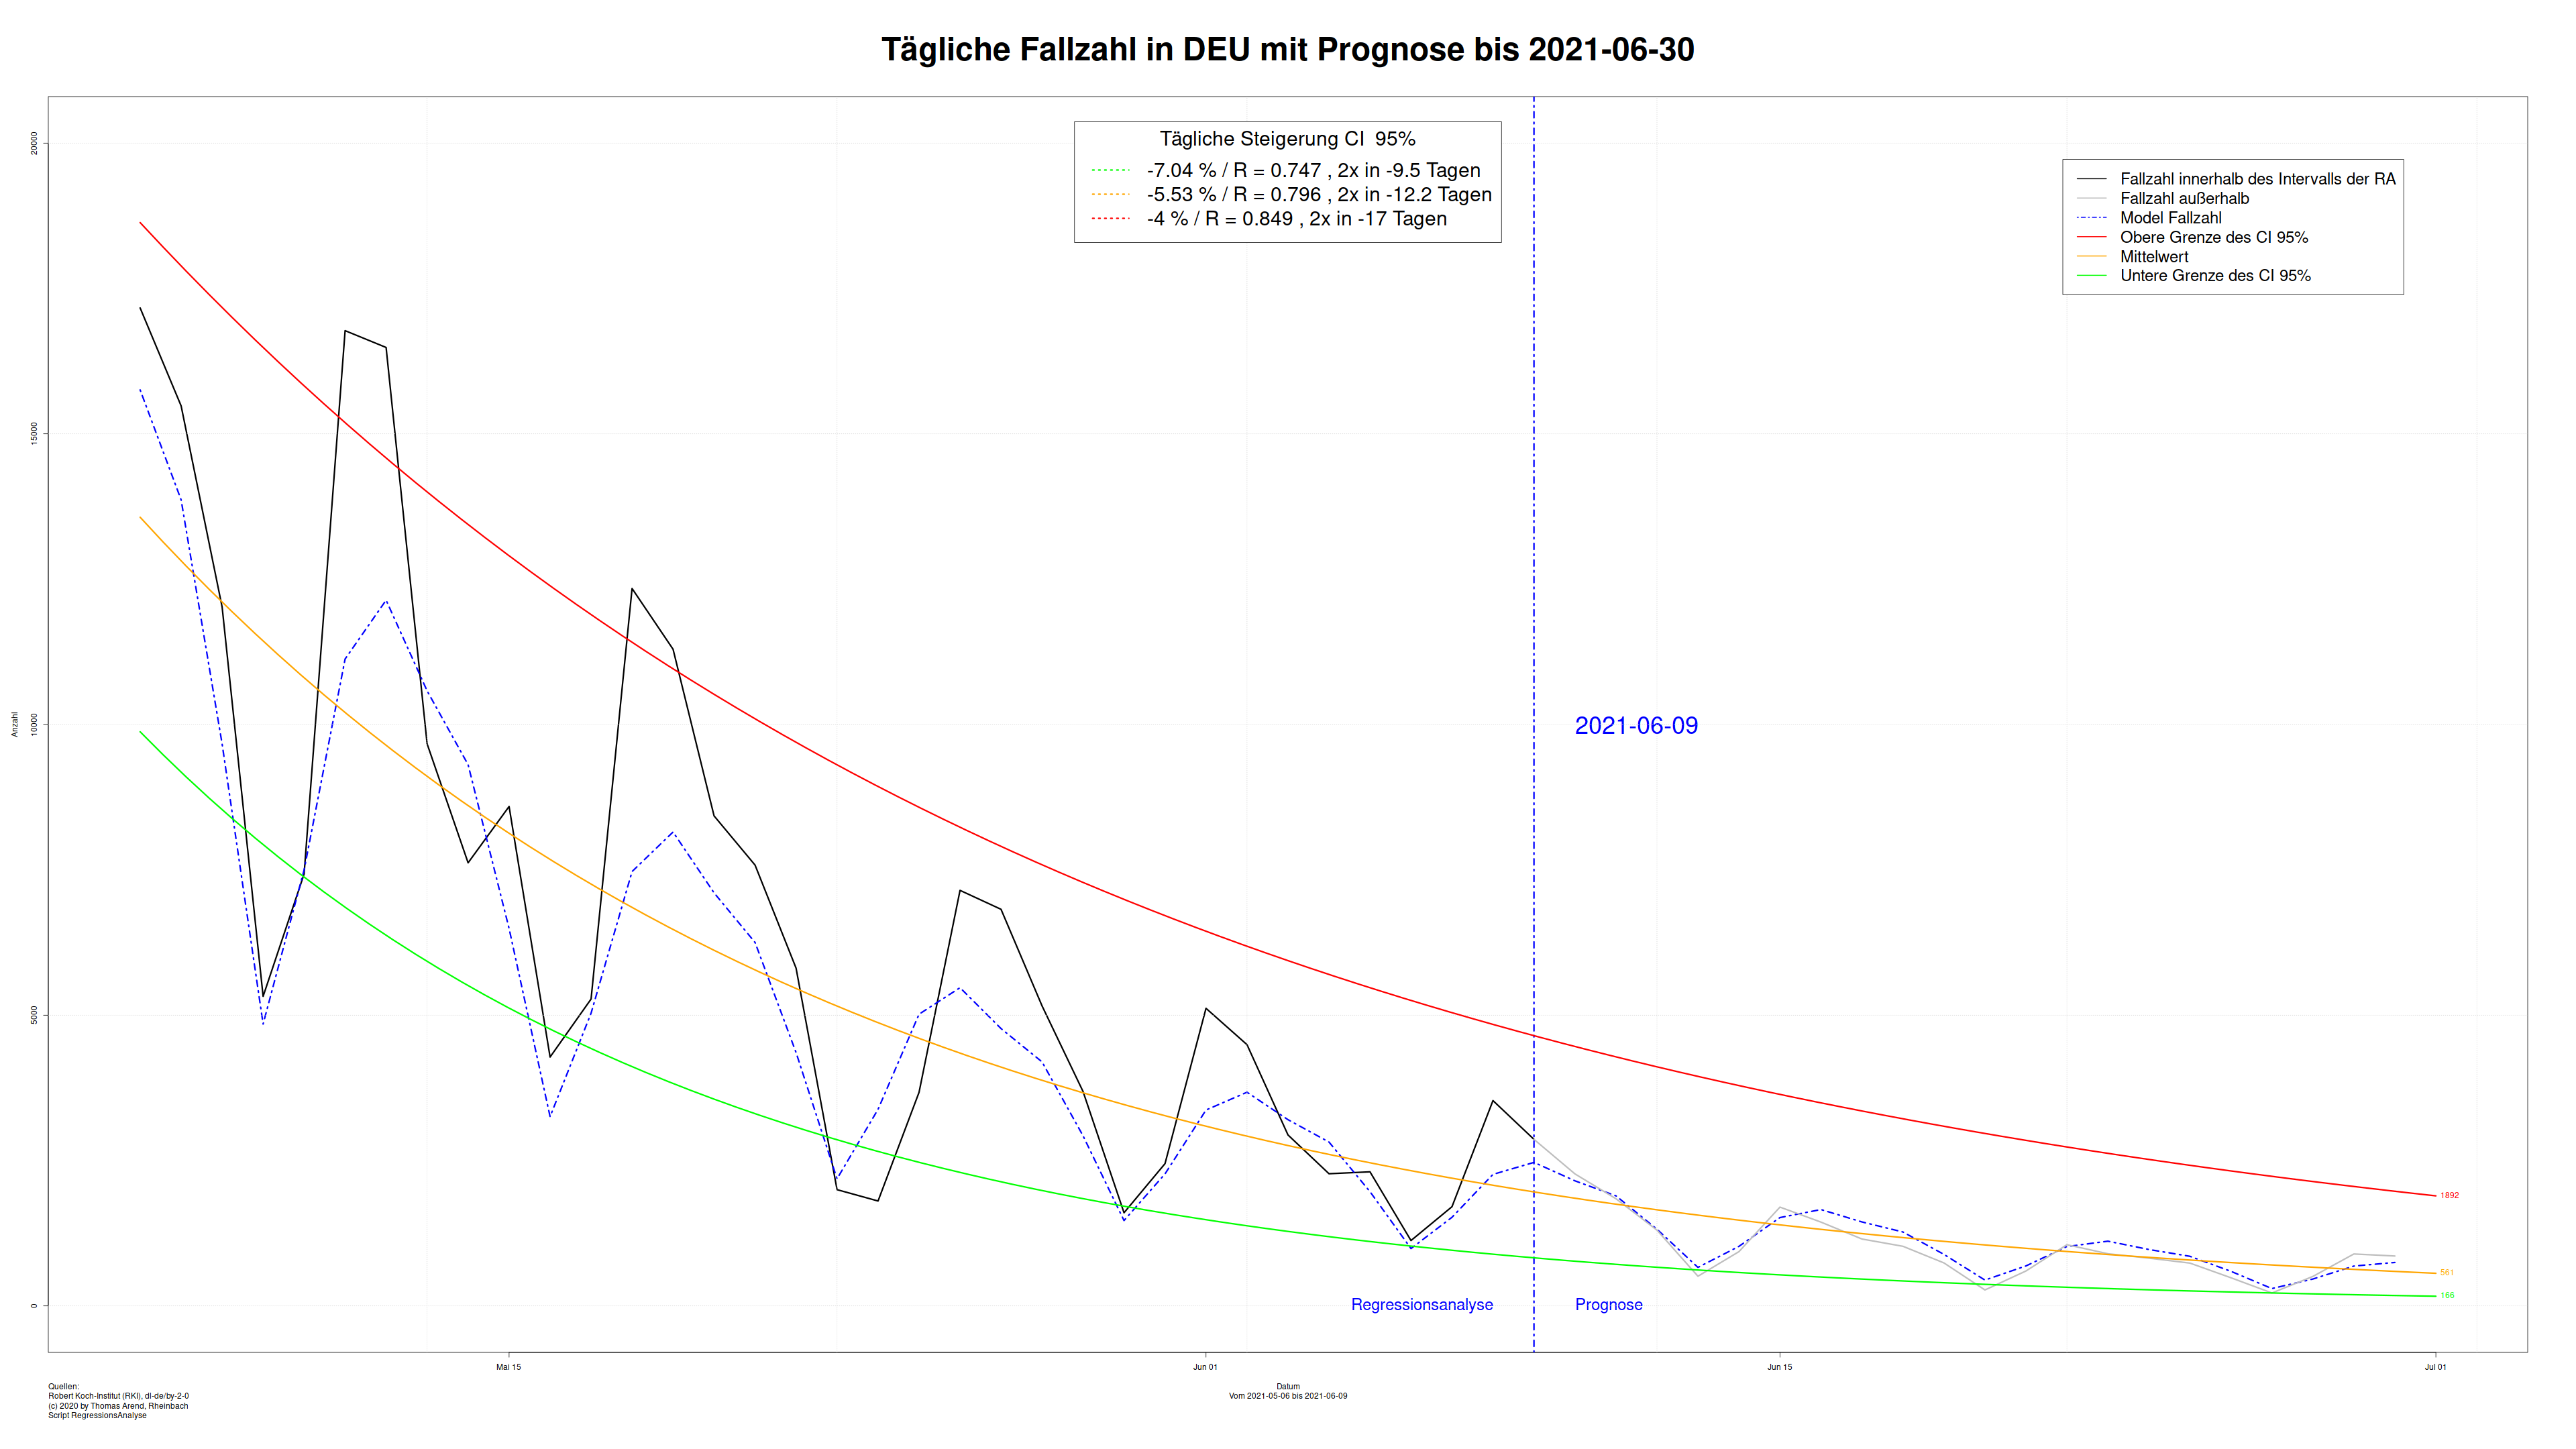 Tägliche Fallzahl in DEU mit Prognose bis 2021-06-30
Tägliche Steigerung CI 95%
-7.04 % / R = 0.747 , 2x in -9.5 Tagen
-5.53 % / R = 0.796 , 2x in -12.2 Tagen
-4 % / R = 0.849 , 2x in -17 Tagen
Fallzahl innerhalb des Intervalls der RA
Fallzahl außerhalb
Model Fallzahl
Obere Grenze des CI 95%
Mittelwert
Untere Grenze des CI 95%
20000
15000
10000
5000
0
Anzahl
2021-06-09
Regressionsanalyse
Prognose
1892
561
166
Mai 15
Jun 01
Jun 15
Jul 01
Datum
Vom 2021-05-06 bis 2021-06-09
Quellen:
Robert Koch-Institut (RKI), dl-de/by-2-0
(c) 2020 by Thomas Arend, Rheinbach
Script RegressionsAnalyse